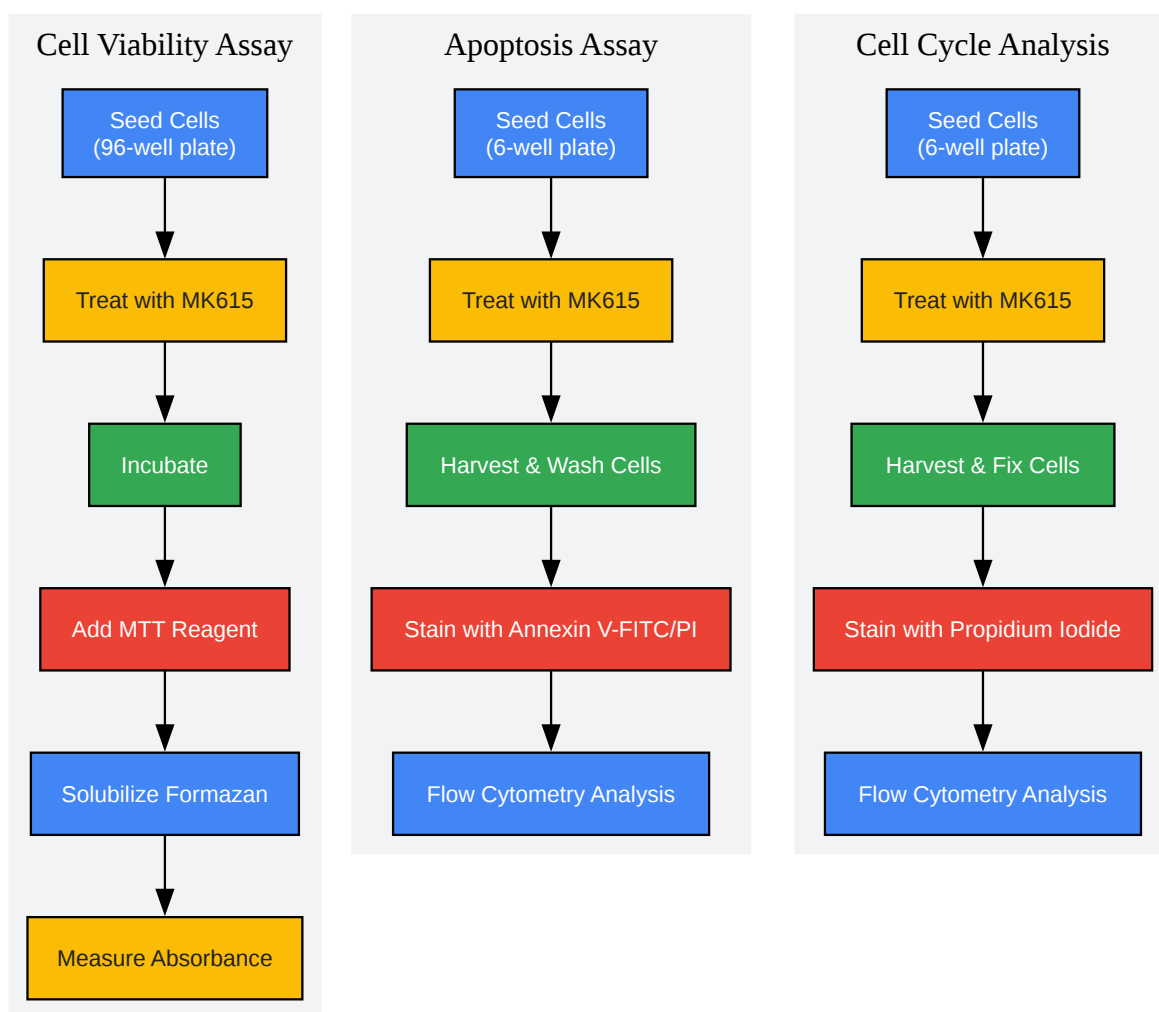 Cell Viability Assay
Seed Cells
(96-well plate)
Treat with MK615
Incubate
Add MTT Reagent
Solubilize Formazan
Measure Absorbance
Apoptosis Assay
Seed Cells
(6-well plate)
Treat with MK615
Harvest & Wash Cells
Stain with Annexin V-FITC/PI
Flow Cytometry Analysis
Cell Cycle Analysis
Seed Cells
(6-well plate)
Treat with MK615
Harvest & Fix Cells
Stain with Propidium Iodide
Flow Cytometry Analysis